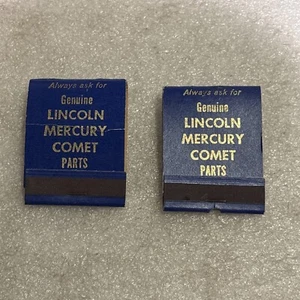 Always ask for
Genuine
LINCOLN
MERCURY
COMET
PARTS
Always ask for
Genuine
LINCOLN
MERCURY
COMET
PARTS